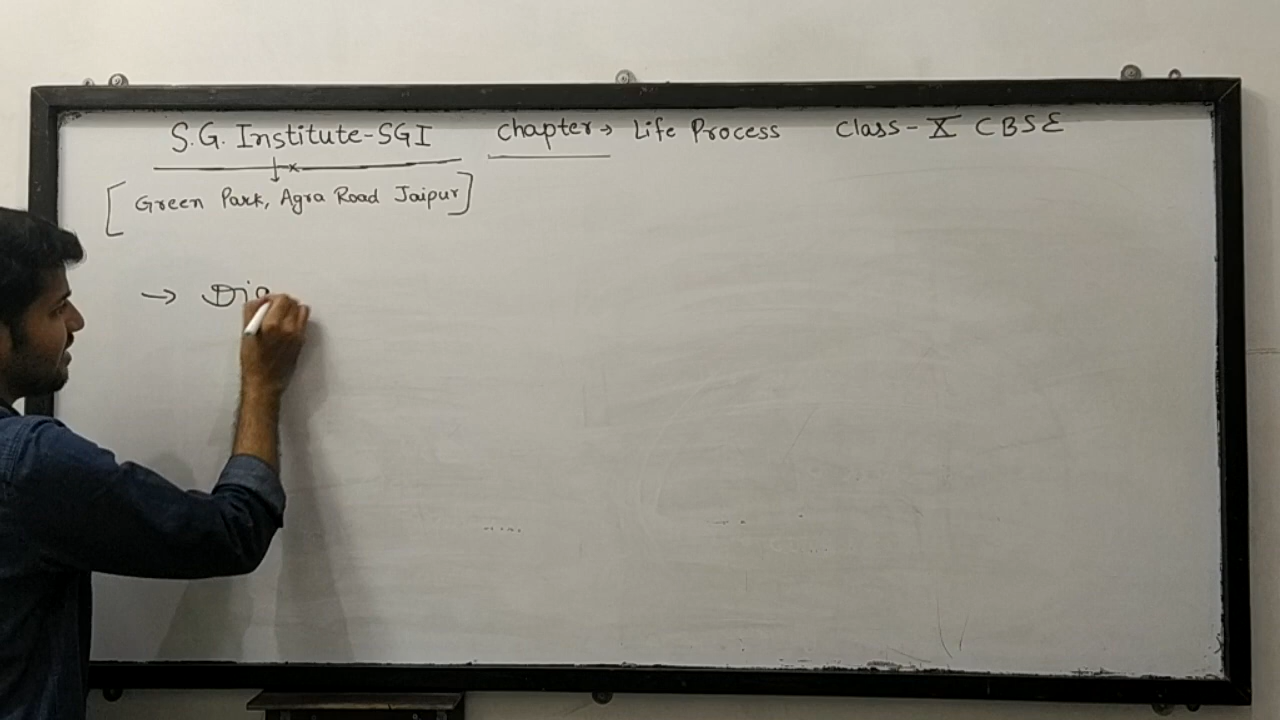 S.G. Institute-SGI Chapter → Life Process Class - X CBSE
[Green Park, Agra Road Jaipur]
→ Dig